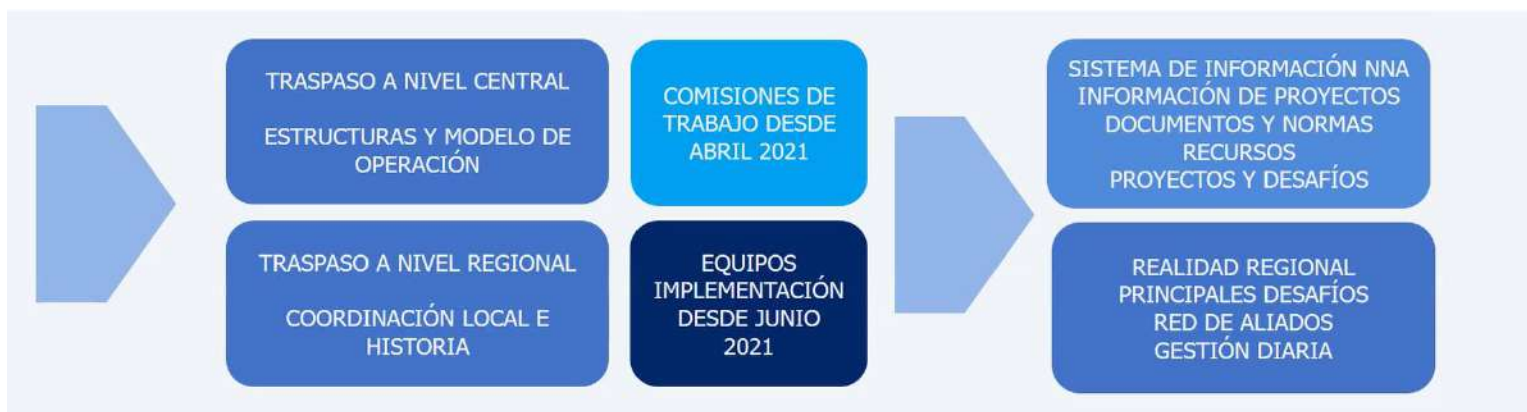 TRASPASO A NIVEL CENTRAL
ESTRUCTURAS Y MODELO DE
OPERACIÓN
COMISIONES DE
TRABAJO DESDE
ABRIL 2021
SISTEMA DE INFORMACIÓN NNA
INFORMACIÓN DE PROYECTOS
DOCUMENTOS Y NORMAS
RECURSOS
PROYECTOS Y DESAFÍOS
TRASPASO A NIVEL REGIONAL
COORDINACIÓN LOCAL E
HISTORIA
EQUIPOS
IMPLEMENTACIÓN
DESDE JUNIO
2021
REALIDAD REGIONAL
PRINCIPALES DESAFÍOS
RED DE ALIADOS
GESTIÓN DIARIA